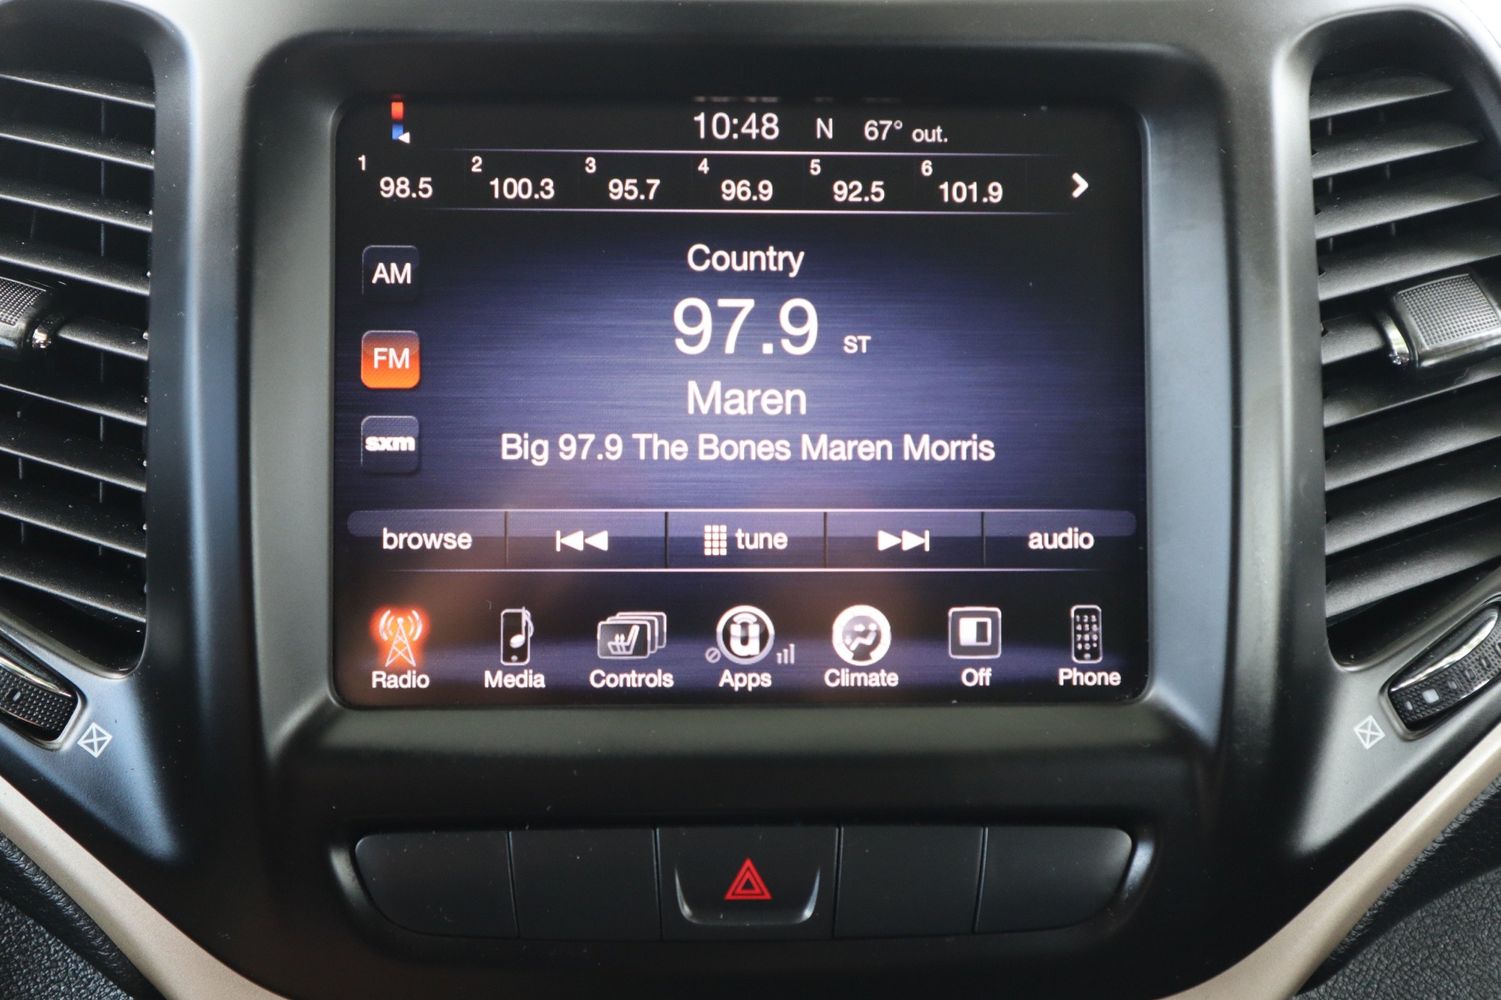 10:48 N 67° out.
1 2 3 4 5 6
98.5 100.3 95.7 96.9 92.5 101.9
AM
Country
97.9 ST
FM
Maren
sxm
Big 97.9 The Bones Maren Morris
browse tune audio
Radio Media Controls Apps Climate Off Phone